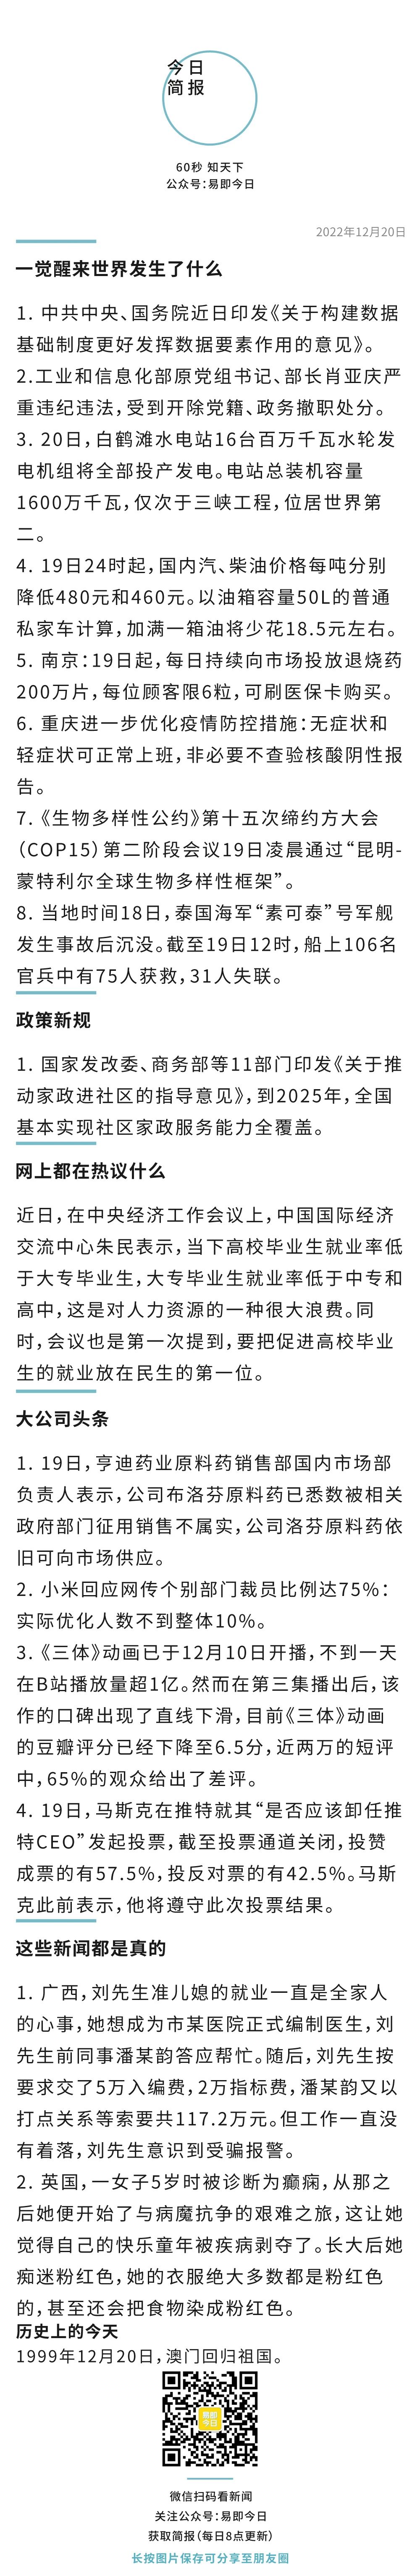 今日
简报
60秒 知天下
公众号：易即今日
2022年12月20日
一觉醒来世界发生了什么
1. 中共中央、国务院近日印发《关于构建数据
基础制度更好发挥数据要素作用的意见》。
2.工业和信息化部原党组书记、部长肖亚庆严
重违纪违法，受到开除党籍、政务撤职处分。
3. 20日，白鹤滩水电站16台百万千瓦水轮发
电机组将全部投产发电。电站总装机容量
1600万千瓦，仅次于三峡工程，位居世界第
二。
4. 19日24时起，国内汽、柴油价格每吨分别
降低480元和460元。以油箱容量50L的普通
私家车计算，加满一箱油将少花18.5元左右。
5. 南京：19日起，每日持续向市场投放退烧药
200万片，每位顾客限6粒，可刷医保卡购买。
6. 重庆进一步优化疫情防控措施：无症状和
轻症状可正常上班，非必要不查验核酸阴性报
告。
7.《生物多样性公约》第十五次缔约方大会
（COP15）第二阶段会议19日凌晨通过“昆明-
蒙特利尔全球生物多样性框架”。
8. 当地时间18日，泰国海军“素可泰”号军舰
发生事故后沉没。截至19日12时，船上106名
官兵中有75人获救，31人失联。
政策新规
1. 国家发改委、商务部等11部门印发《关于推
动家政进社区的指导意见》，到2025年，全国
基本实现社区家政服务能力全覆盖。
网上都在热议什么
近日，在中央经济工作会议上，中国国际经济
交流中心朱民表示，当下高校毕业生就业率低
于大专毕业生，大专毕业生就业率低于中专和
高中，这是对人力资源的一种很大浪费。同
时，会议也是第一次提到，要把促进高校毕业
生的就业放在民生的第一位。
大公司头条
1. 19日，亨迪药业原料药销售部国内市场部
负责人表示，公司布洛芬原料药已悉数被相关
政府部门征用销售不属实，公司洛芬原料药依
旧可向市场供应。
2. 小米回应网传个别部门裁员比例达75%：
实际优化人数不到整体10%。
3.《三体》动画已于12月10日开播，不到一天
在B站播放量超1亿。然而在第三集播出后，该
作的口碑出现了直线下滑，目前《三体》动画
的豆瓣评分已经下降至6.5分，近两万的短评
中，65%的观众给出了差评。
4. 19日，马斯克在推特就其“是否应该卸任推
特CEO”发起投票，截至投票通道关闭，投赞
成票的有57.5%，投反对票的有42.5%。马斯
克此前表示，他将遵守此次投票结果。
这些新闻都是真的
1. 广西，刘先生准儿媳的就业一直是全家人
的心事，她想成为市某医院正式编制医生，刘
先生前同事潘某韵答应帮忙。随后，刘先生按
要求交了5万入编费，2万指标费，潘某韵又以
打点关系等索要共117.2万元。但工作一直没
有着落，刘先生意识到受骗报警。
2. 英国，一女子5岁时被诊断为癫痫，从那之
后她便开始了与病魔抗争的艰难之旅，这让她
觉得自己的快乐童年被疾病剥夺了。长大后她
痴迷粉红色，她的衣服绝大多数都是粉红色
的，甚至还会把食物染成粉红色。
历史上的今天
1999年12月20日，澳门回归祖国。
易即
今日
微信扫码看新闻
关注公众号：易即今日
获取简报（每日8点更新）
长按图片保存可分享至朋友圈